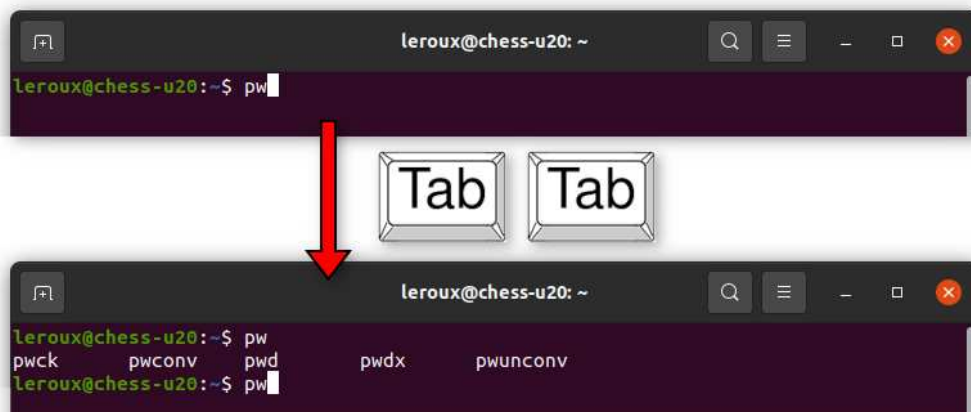 leroux@chess-u20: ~
leroux@chess-u20:~$ pw
Tab Tab
leroux@chess-u20: ~
leroux@chess-u20:~$ pw
pwck pwconv pwd pwdx pwunconv
leroux@chess-u20:~$ pw